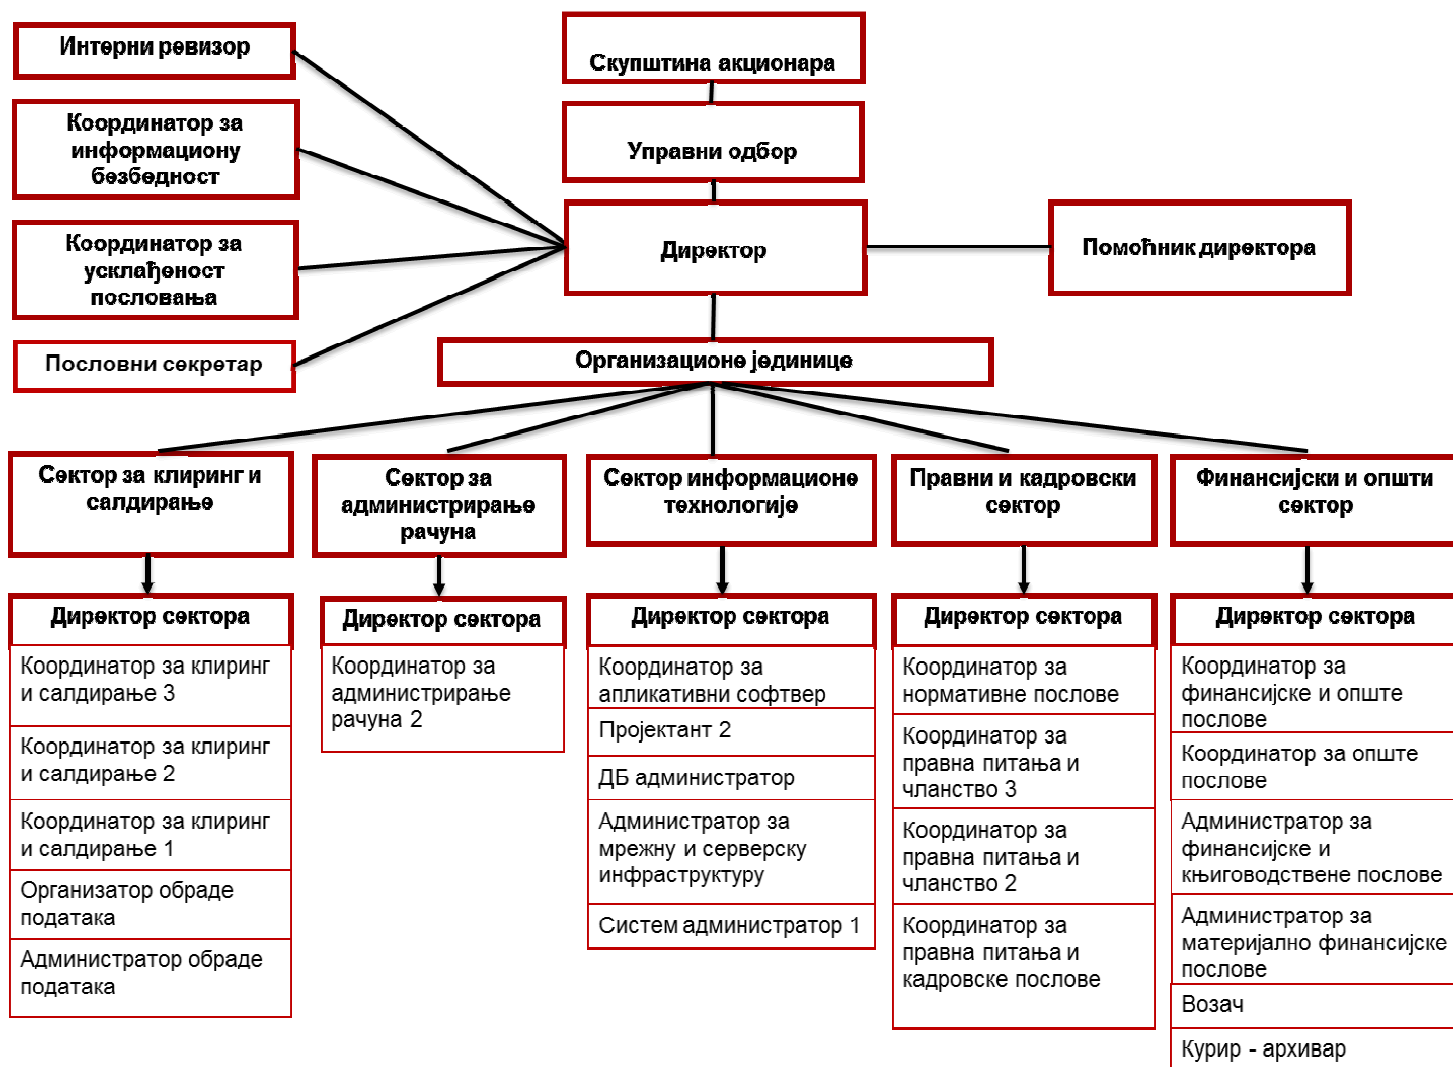 Интерни ревизор
Скупштина акционара
Координатор за
информациону
безбедност
Управни одбор
Координатор за
усклађеност
пословања
Директор
Помоћник директора
Пословни секретар
Организационе јединице
Сектор за клиринг и
салдирање
Сектор за
администрирање
рачуна
Сектор информационе
технологије
Правни и кадровски
сектор
Финансијски и општи
сектор
Директор сектора
Координатор за клиринг
и салдирање 3
Координатор за клиринг
и салдирање 2
Координатор за клиринг
и салдирање 1
Организатор обраде
података
Администратор обраде
података
Директор сектора
Координатор за
администрирање
рачуна 2
Директор сектора
Координатор за
апликативни софтвер
Пројектант 2
ДБ администратор
Администратор за
мрежну и серверску
инфраструктуру
Систем администратор 1
Директор сектора
Координатор за
нормативне послове
Координатор за
правна питања и
чланство 3
Координатор за
правна питања и
чланство 2
Координатор за
правна питања и
кадровске послове
Директор сектора
Координатор за
финансијске и опште
послове
Координатор за опште
послове
Администратор за
финансијске и
књиговодствене послове
Администратор за
материјално финансијске
послове
Возач
Курир - архивар